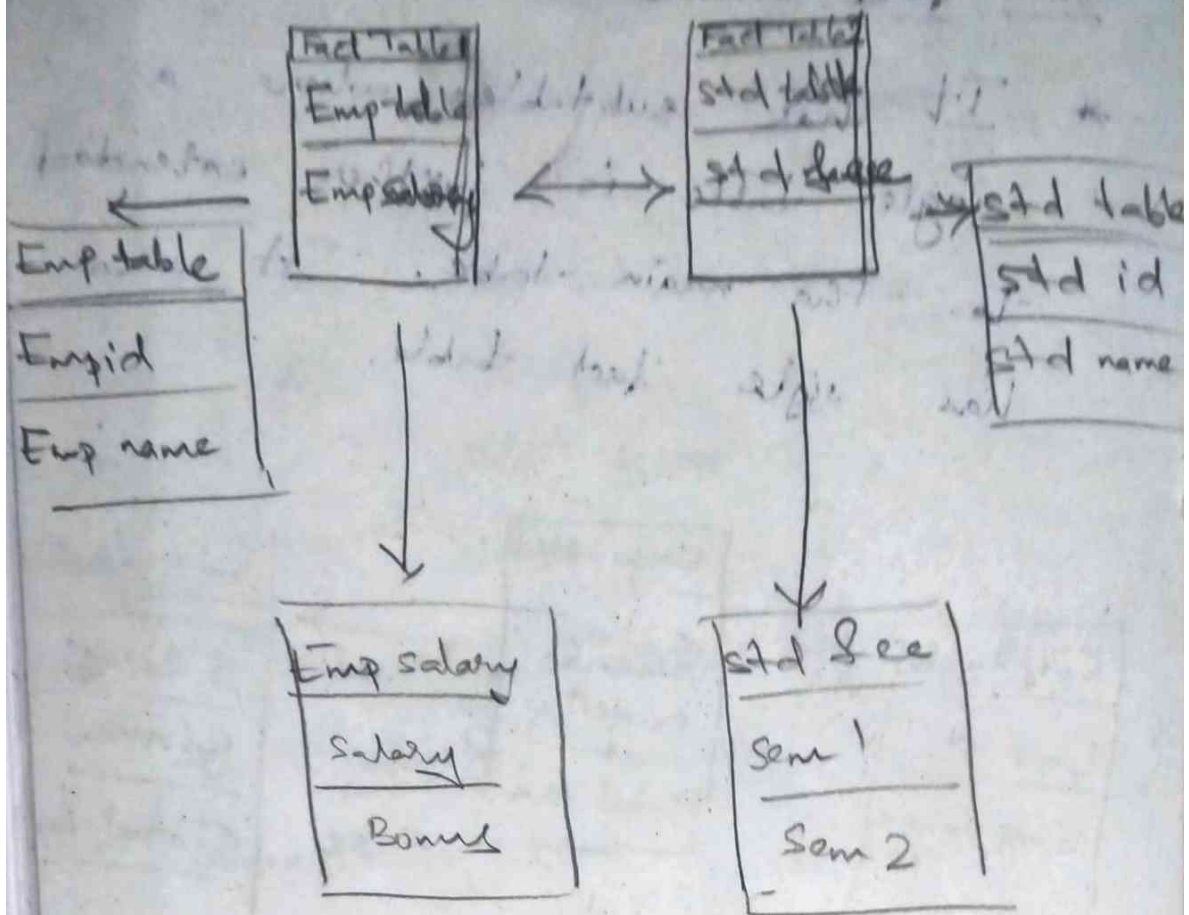 Fact Table
Emp table
Emp salary
Fact Table
std table
std fee
Emp table
Empid
Emp name
std table
std id
std name
Emp salary
Salary
Bonus
std fee
Sem 1
Sem 2